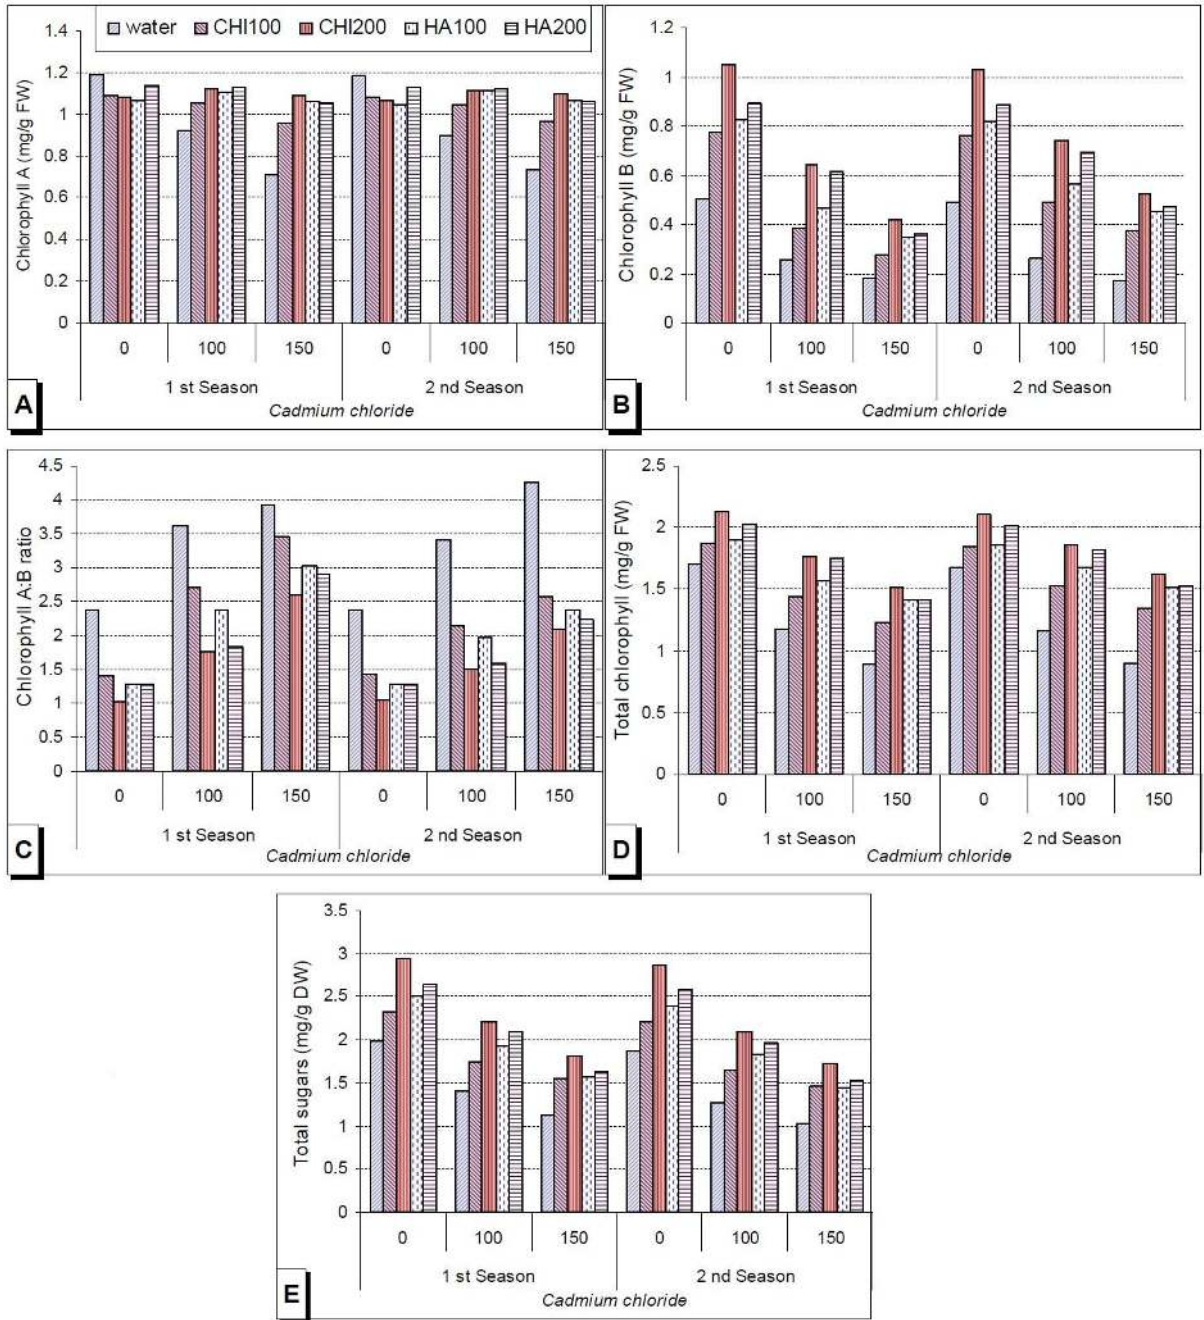 water CHI100 CHI200 HA100 HA200
Chlorophyll A (mg/g FW)
1.4
1.2
1
0.8
0.6
0.4
0.2
0
0 100 150 0 100 150
1 st Season 2 nd Season
Cadmium chloride
A
Chlorophyll B (mg/g FW)
1.2
1
0.8
0.6
0.4
0.2
0
0 100 150 0 100 150
1 st Season 2 nd Season
Cadmium chloride
B
Chlorophyll A:B ratio
4.5
4
3.5
3
2.5
2
1.5
1
0.5
0
0 100 150 0 100 150
1 st Season 2 nd Season
Cadmium chloride
C
Total chlorophyll (mg/g FW)
2.5
2
1.5
1
0.5
0
0 100 150 0 100 150
1 st Season 2 nd Season
Cadmium chloride
D
Total sugars (mg/g DW)
3.5
3
2.5
2
1.5
1
0.5
0
0 100 150 0 100 150
1 st Season 2 nd Season
Cadmium chloride
E